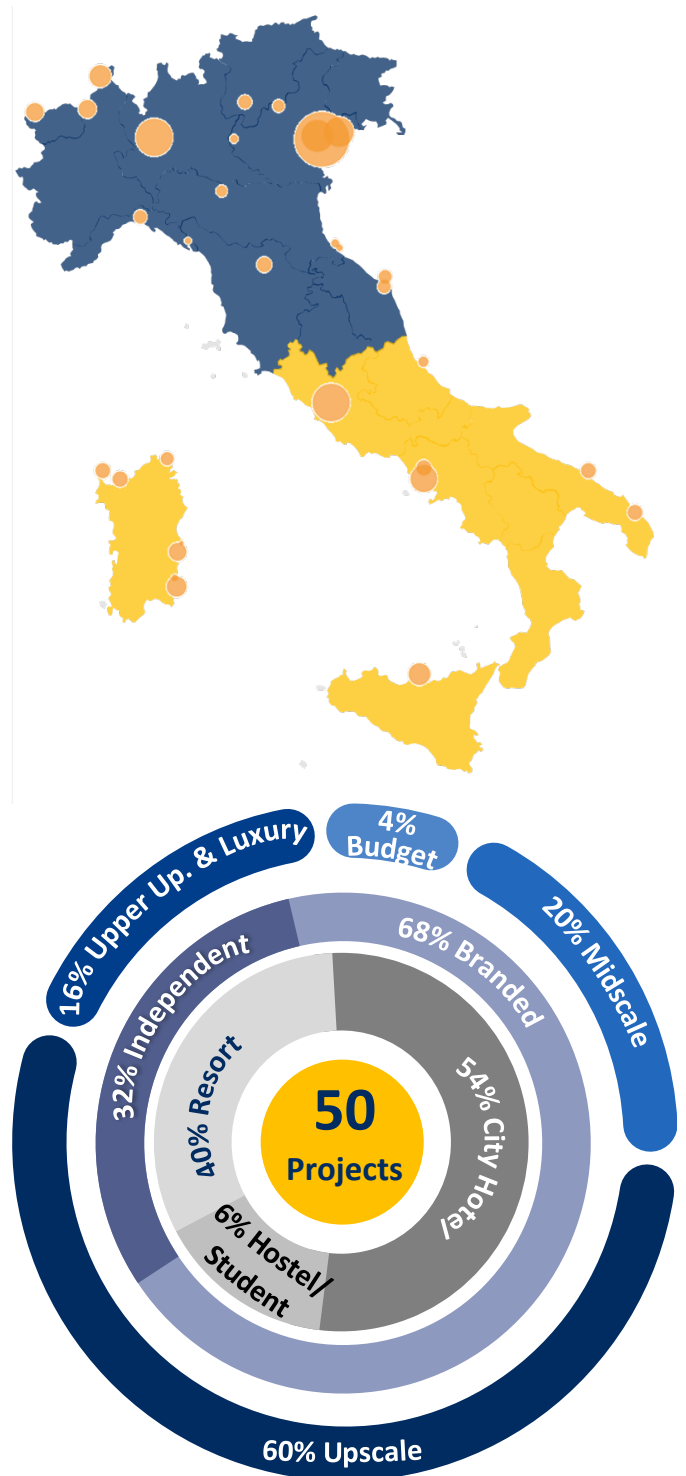 4%
Budget
16% Upper Up. & Luxury
20% Midscale
68% Branded
32% Independent
40% Resort
54% City Hotel
50
Projects
6% Hostel/
Student
60% Upscale